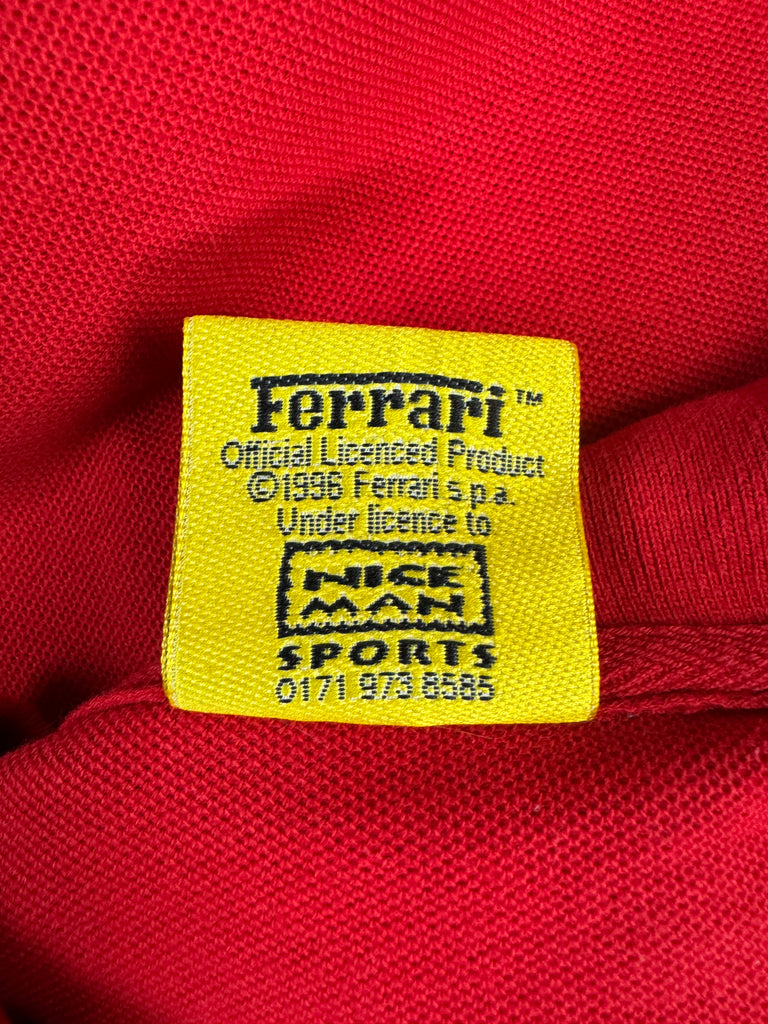 Ferrari™
Official Licenced Product
©1996 Ferrari s.p.a.
Under licence to
NICE
MAN
SPORTS
0171 973 8585